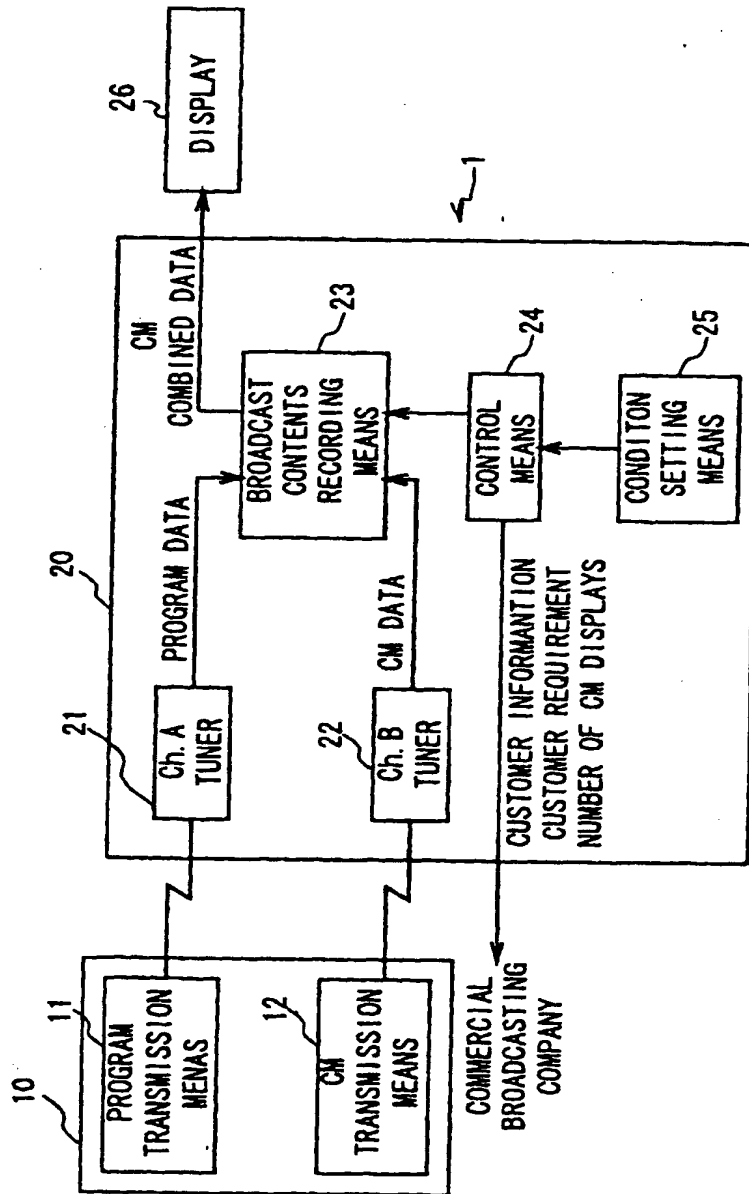 10
11
PROGRAM
TRANSMISSION
MENAS
12
CM
TRANSMISSION
MEANS
COMMERCIAL
BROADCASTING
COMPANY
20
21
Ch. A
TUNER
PROGRAM DATA
22
Ch. B
TUNER
CM DATA
BROADCAST
CONTENTS
RECORDING
MEANS
23
CM
COMBINED DATA
26
DISPLAY
1
CONTROL
MEANS
24
CONDITON
SETTING
MEANS
25
CUSTOMER INFORMANTION
CUSTOMER REQUIREMENT
NUMBER OF CM DISPLAYS